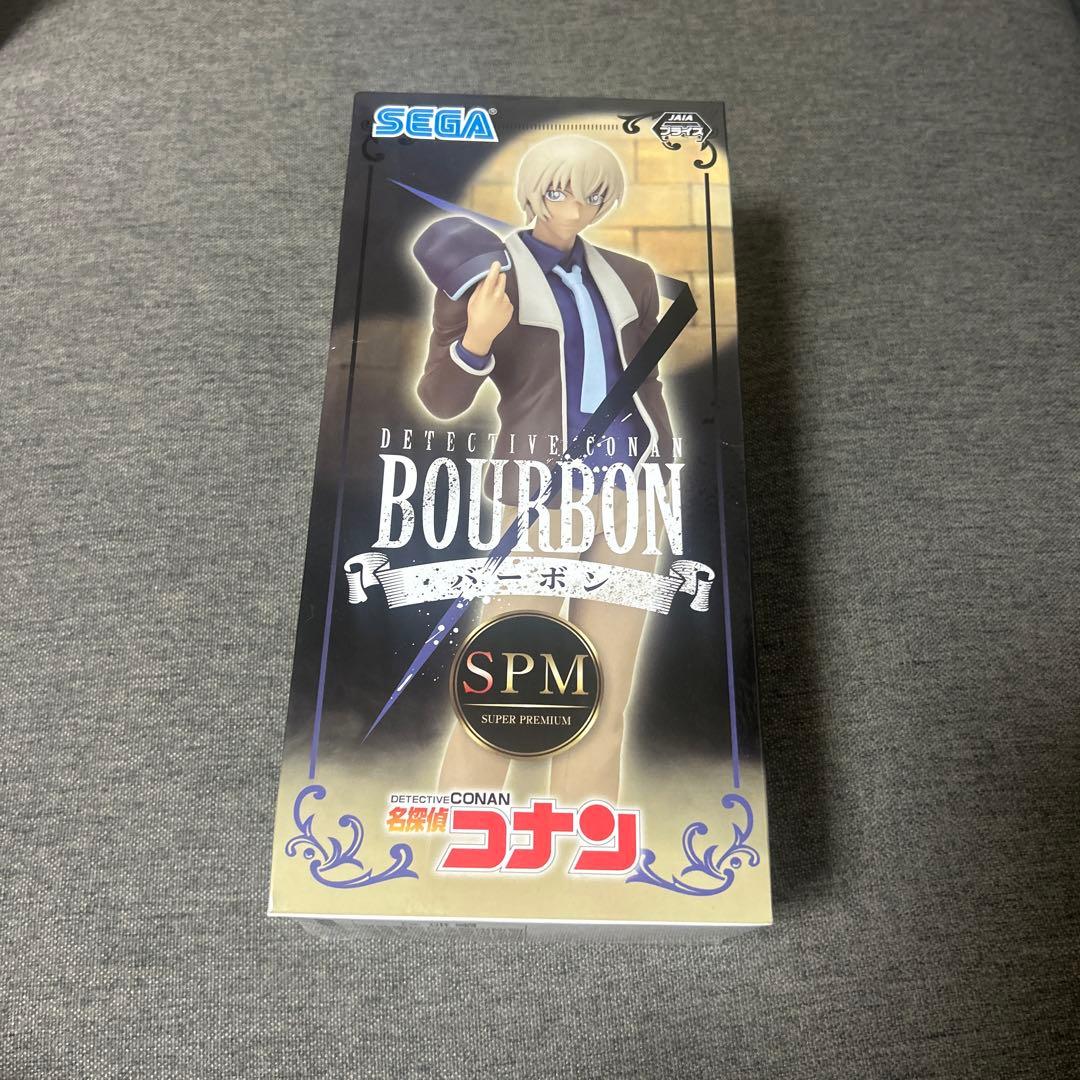 SEGA®
JAIA
プライズ
DETECTIVE CONAN
BOURBON
バーボン
SPM
SUPER PREMIUM
DETECTIVE CONAN
名探偵
コナン